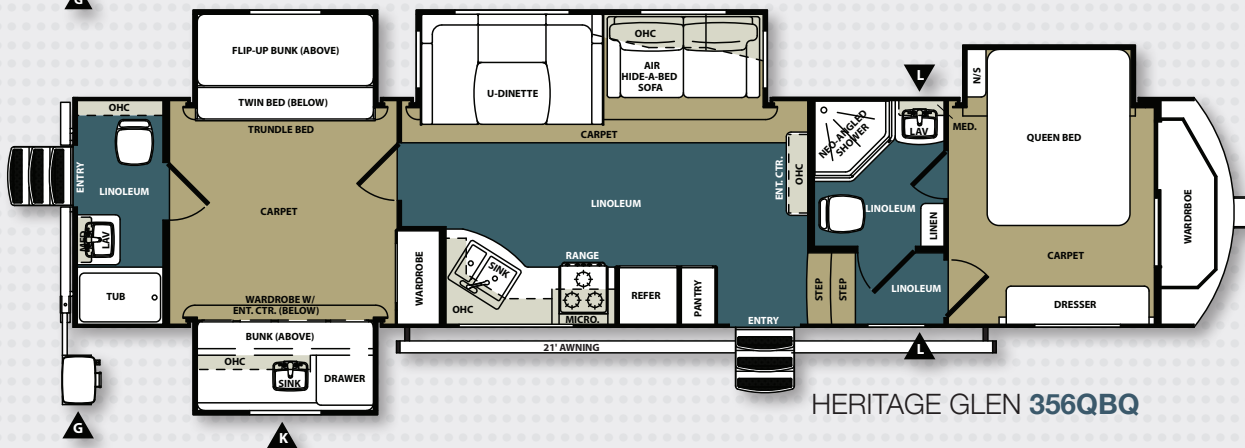 G
FLIP-UP BUNK (ABOVE)
TWIN BED (BELOW)
TRUNDLE BED
OHC
ENTRY
LINOLEUM
MED.
LAV
TUB
CARPET
WARDROBE W/
ENT. CTR. (BELOW)
BUNK (ABOVE)
OHC
SINK
DRAWER
G
K
U-DINETTE
OHC
AIR
HIDE-A-BED
SOFA
CARPET
LINOLEUM
ENT. CTR.
OHC
WARDROBE
SINK
OHC
RANGE
MICRO.
REFER
PANTRY
ENTRY
21' AWNING
STEP
STEP
L
NEO-ANGLED
SHOWER
LAV
MED.
LINOLEUM
LINEN
LINOLEUM
L
N/S
QUEEN BED
CARPET
DRESSER
WARDRBOE
HERITAGE GLEN 356QBQ